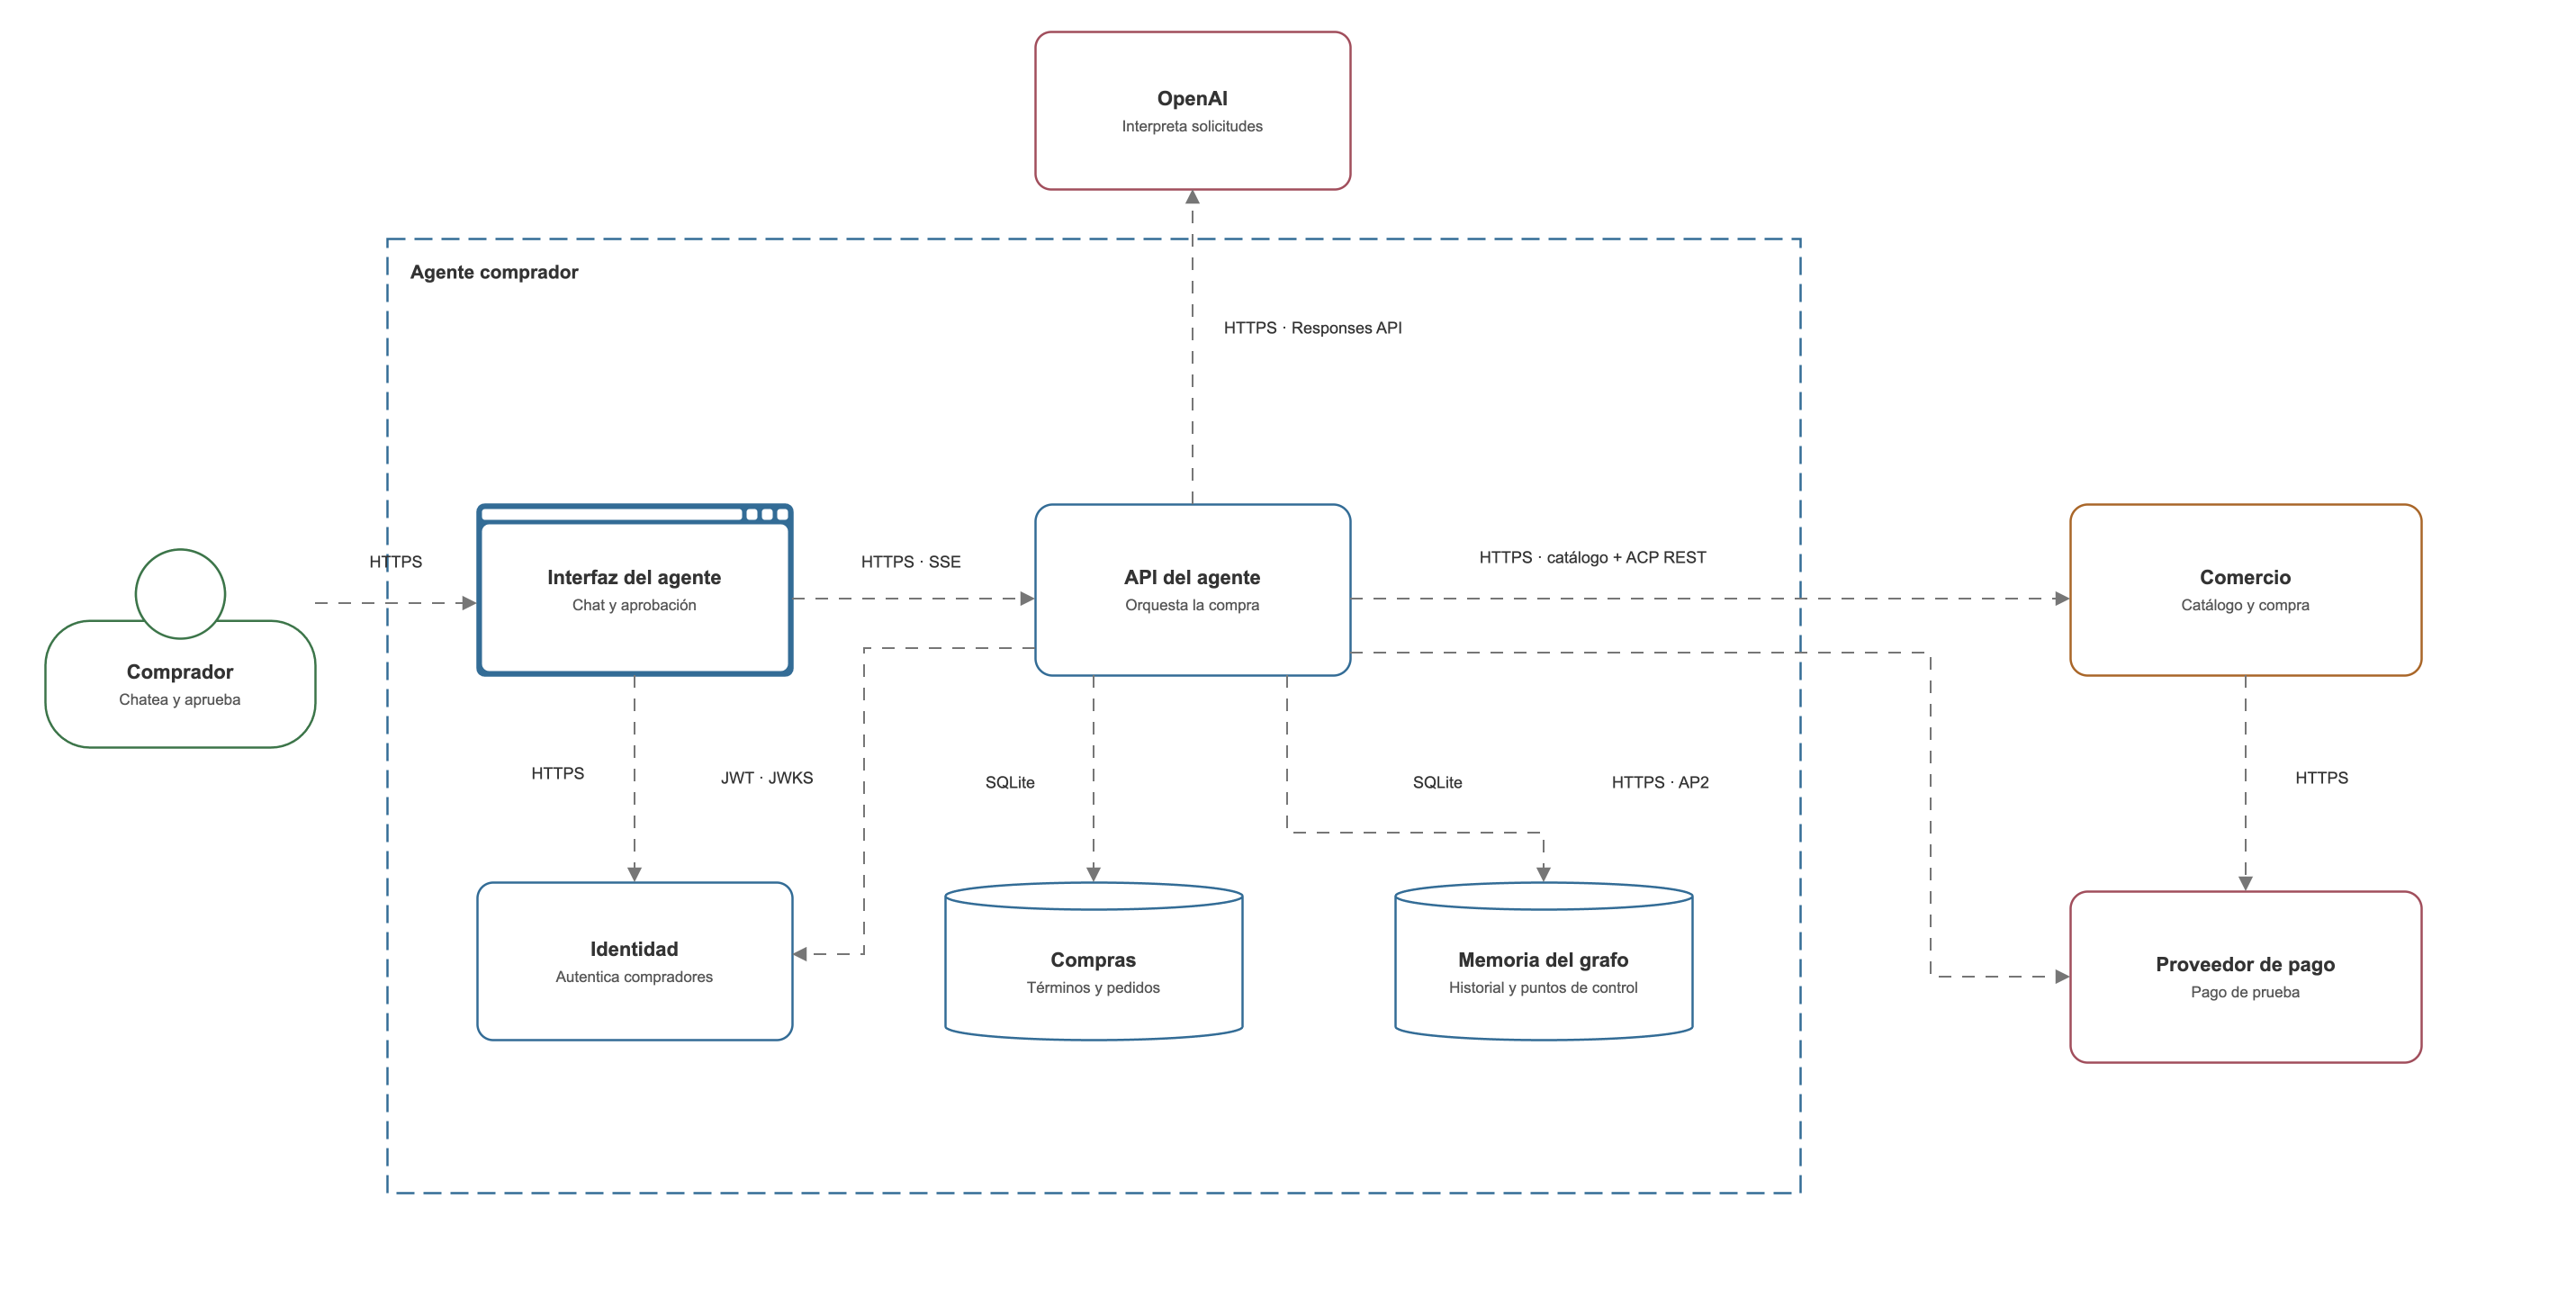 OpenAI
Interpreta solicitudes
Agente comprador
HTTPS · Responses API
HTTPS
HTTPS · SSE
HTTPS · catálogo + ACP REST
Interfaz del agente
Chat y aprobación
API del agente
Orquesta la compra
Comercio
Catálogo y compra
Comprador
Chatea y aprueba
HTTPS
JWT · JWKS
SQLite
SQLite
HTTPS · AP2
HTTPS
Identidad
Autentica compradores
Compras
Términos y pedidos
Memoria del grafo
Historial y puntos de control
Proveedor de pago
Pago de prueba